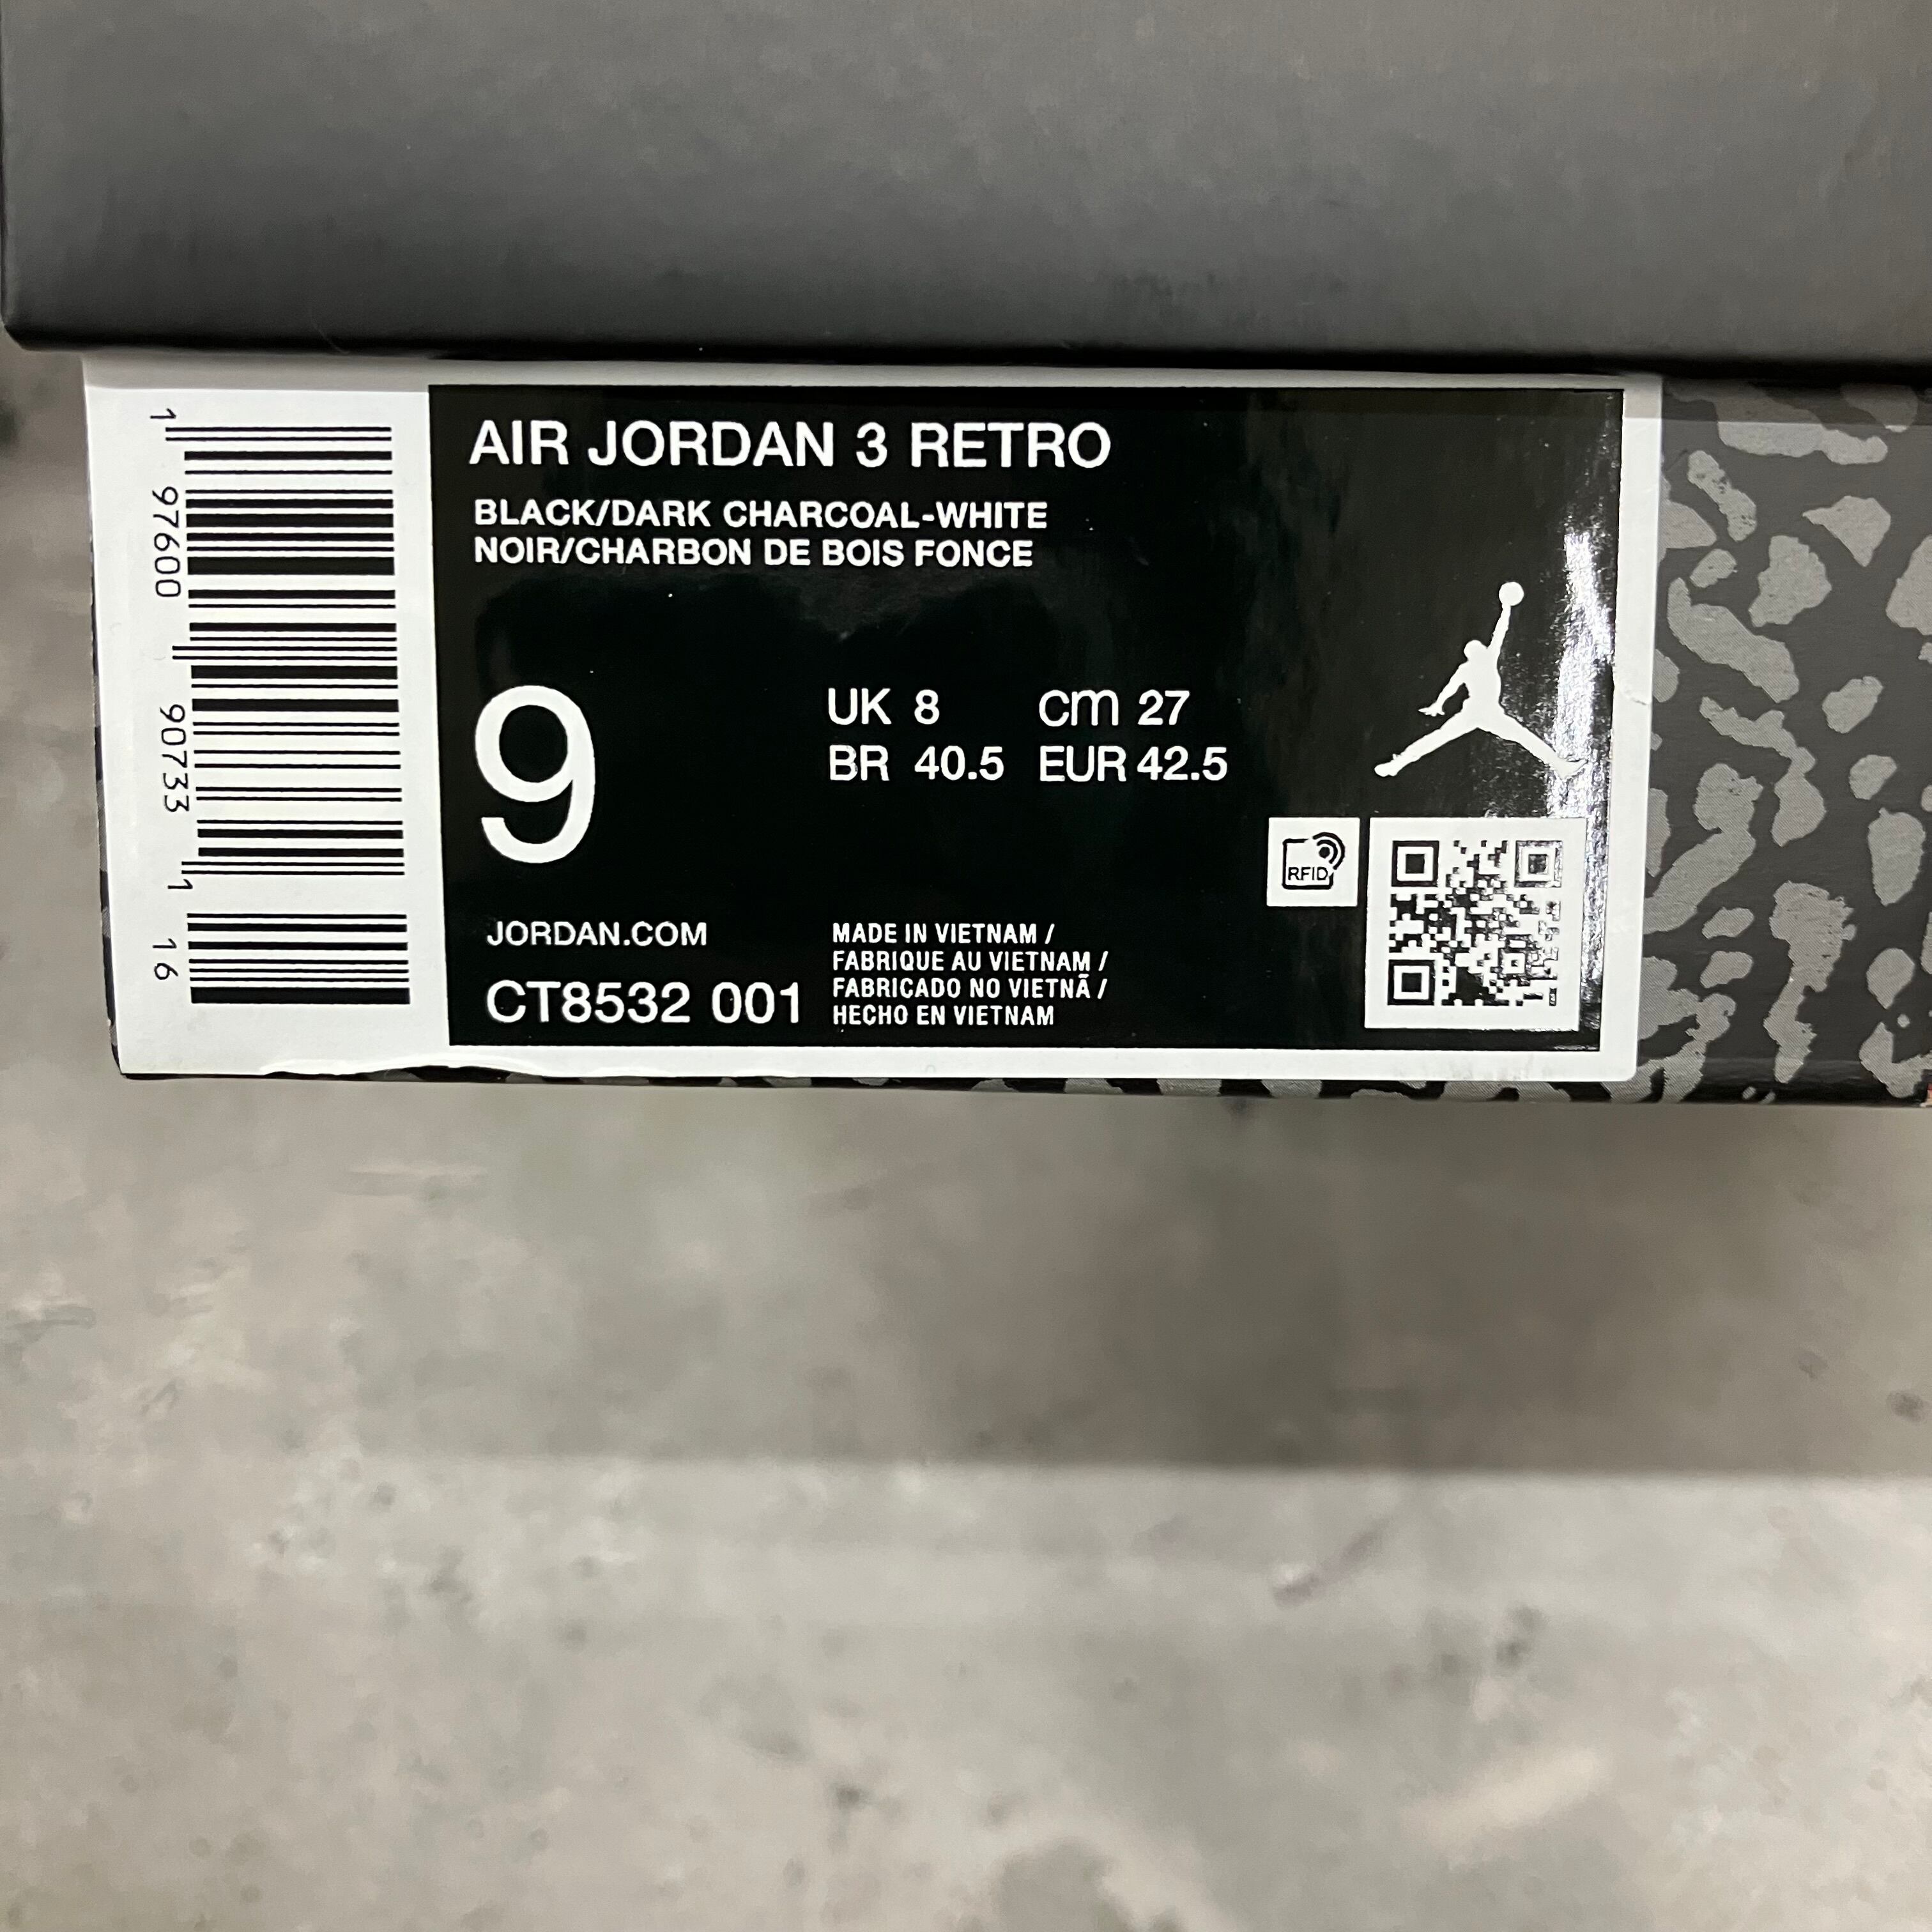 1 97600 90733 1 16
AIR JORDAN 3 RETRO
BLACK/DARK CHARCOAL-WHITE
NOIR/CHARBON DE BOIS FONCE
9
UK 8 cm 27
BR 40.5 EUR 42.5
RFID
JORDAN.COM
CT8532 001
MADE IN VIETNAM /
FABRIQUE AU VIETNAM /
FABRICADO NO VIETNÃ /
HECHO EN VIETNAM